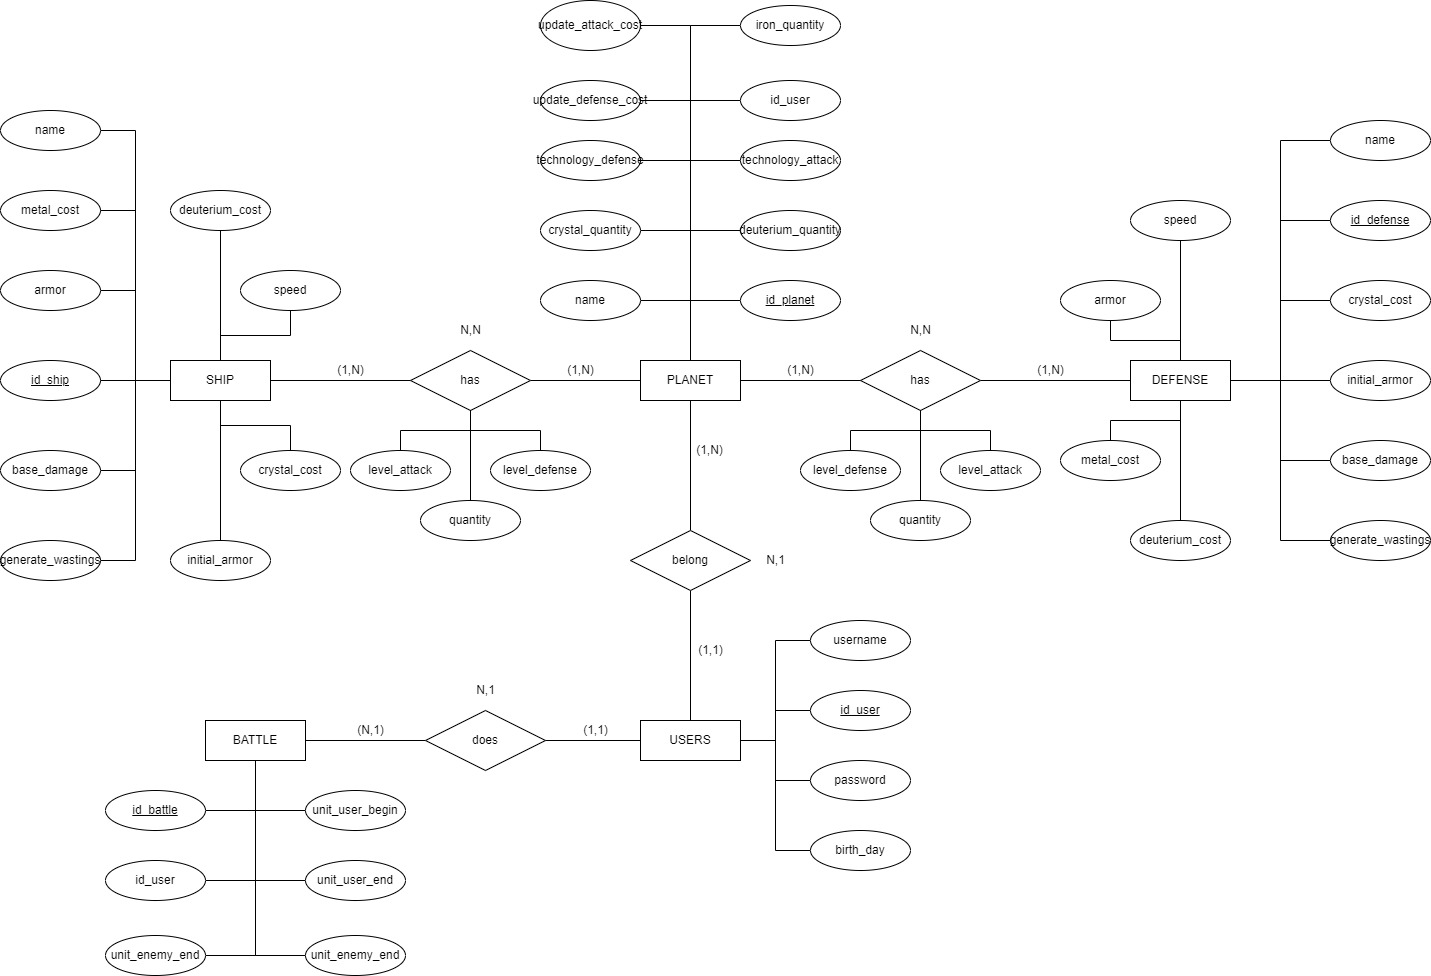 update_attack_cost
iron_quantity
update_defense_cost
id_user
name
name
technology_defense
technology_attack
metal_cost
deuterium_cost
speed
id_defense
crystal_quantity
deuterium_quantity
armor
speed
name
id_planet
armor
crystal_cost
N,N
N,N
id_ship
SHIP
(1,N)
has
(1,N)
PLANET
(1,N)
has
(1,N)
DEFENSE
initial_armor
(1,N)
base_damage
crystal_cost
level_attack
level_defense
level_defense
level_attack
metal_cost
base_damage
quantity
quantity
generate_wastings
initial_armor
belong
N,1
deuterium_cost
generate_wastings
username
(1,1)
N,1
id_user
BATTLE
(N,1)
does
(1,1)
USERS
password
id_battle
unit_user_begin
birth_day
id_user
unit_user_end
unit_enemy_end
unit_enemy_end